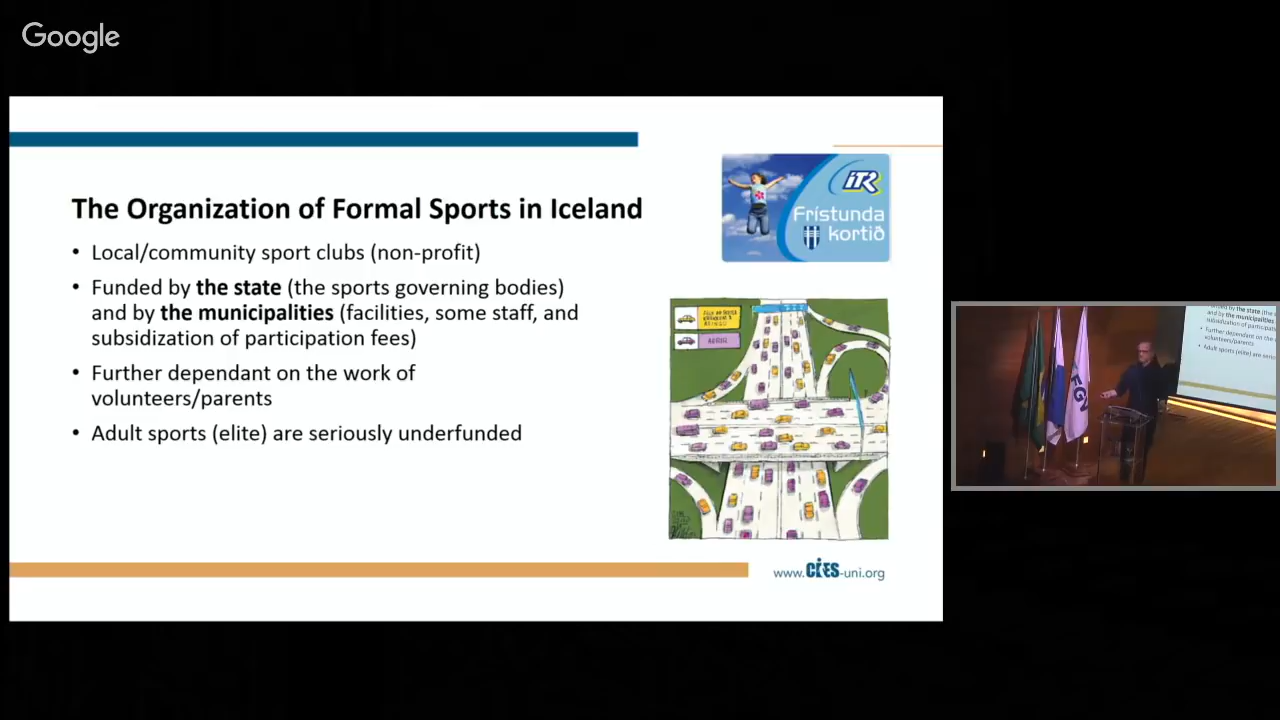 Google
The Organization of Formal Sports in Iceland
ÍTR
Frístunda
kortið
• Local/community sport clubs (non-profit)
• Funded by the state (the sports governing bodies)
and by the municipalities (facilities, some staff, and
subsidization of participation fees)
• Further dependant on the work of
volunteers/parents
• Adult sports (elite) are seriously underfunded
www.CIES-uni.org
FGV